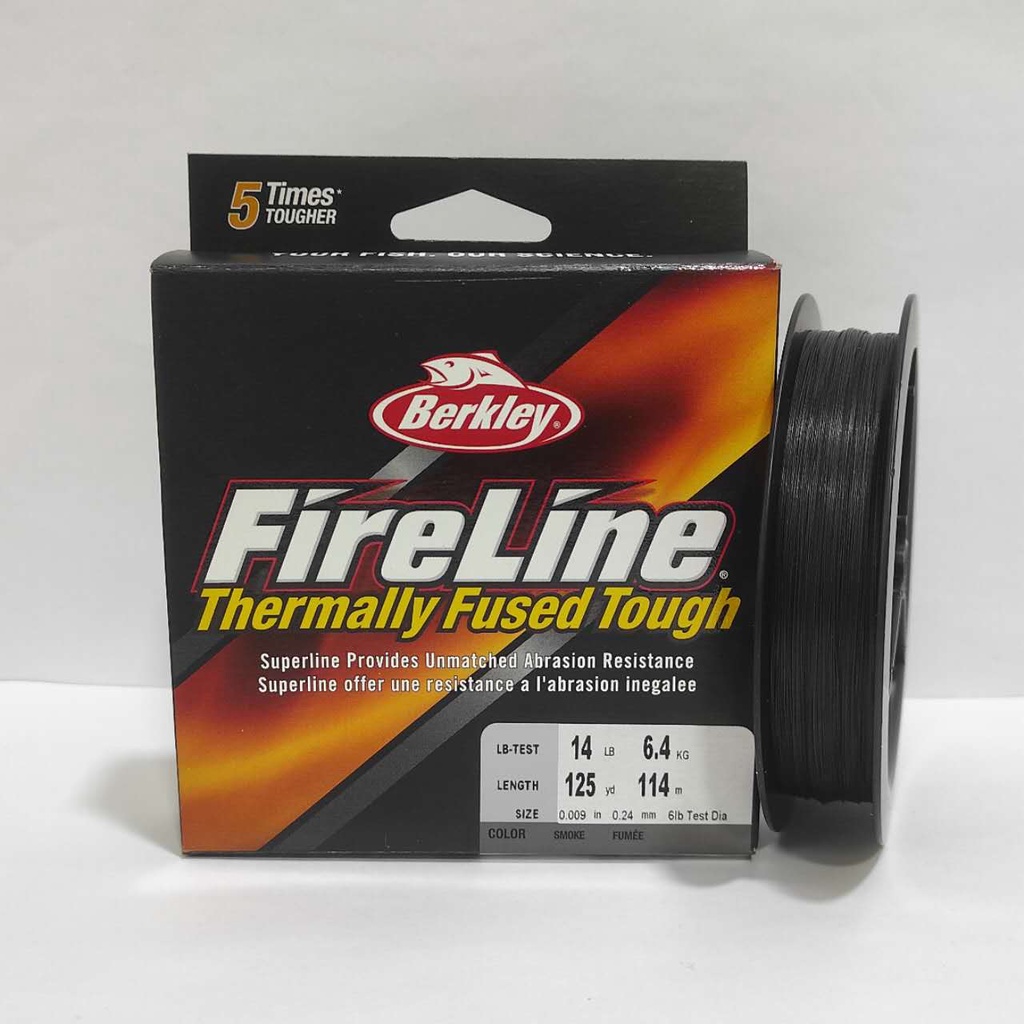 5 Times*
TOUGHER
YOUR FISH. OUR SCIENCE.
Berkley®
FireLine®
Thermally Fused Tough
Superline Provides Unmatched Abrasion Resistance
Superline offer une resistance a l'abrasion inegalee
LB-TEST 14 LB 6.4 KG
LENGTH 125 yd 114 m
SIZE 0.009 in 0.24 mm 6lb Test Dia
COLOR SMOKE FUMÉE